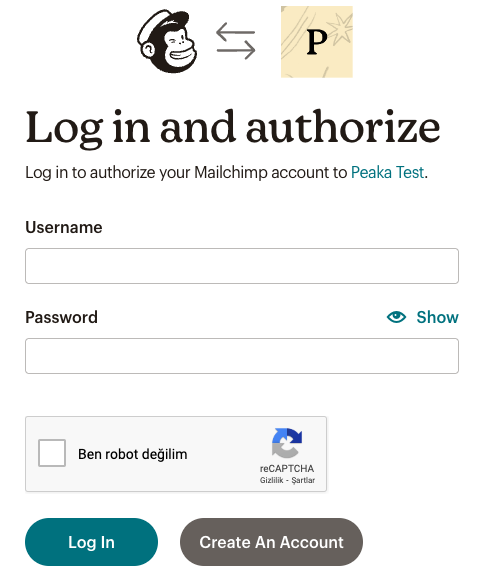 P
Log in and authorize
Log in to authorize your Mailchimp account to Peaka Test.
Username
Password
Show
Ben robot değilim
reCAPTCHA
Gizlilik - Şartlar
Log In
Create An Account